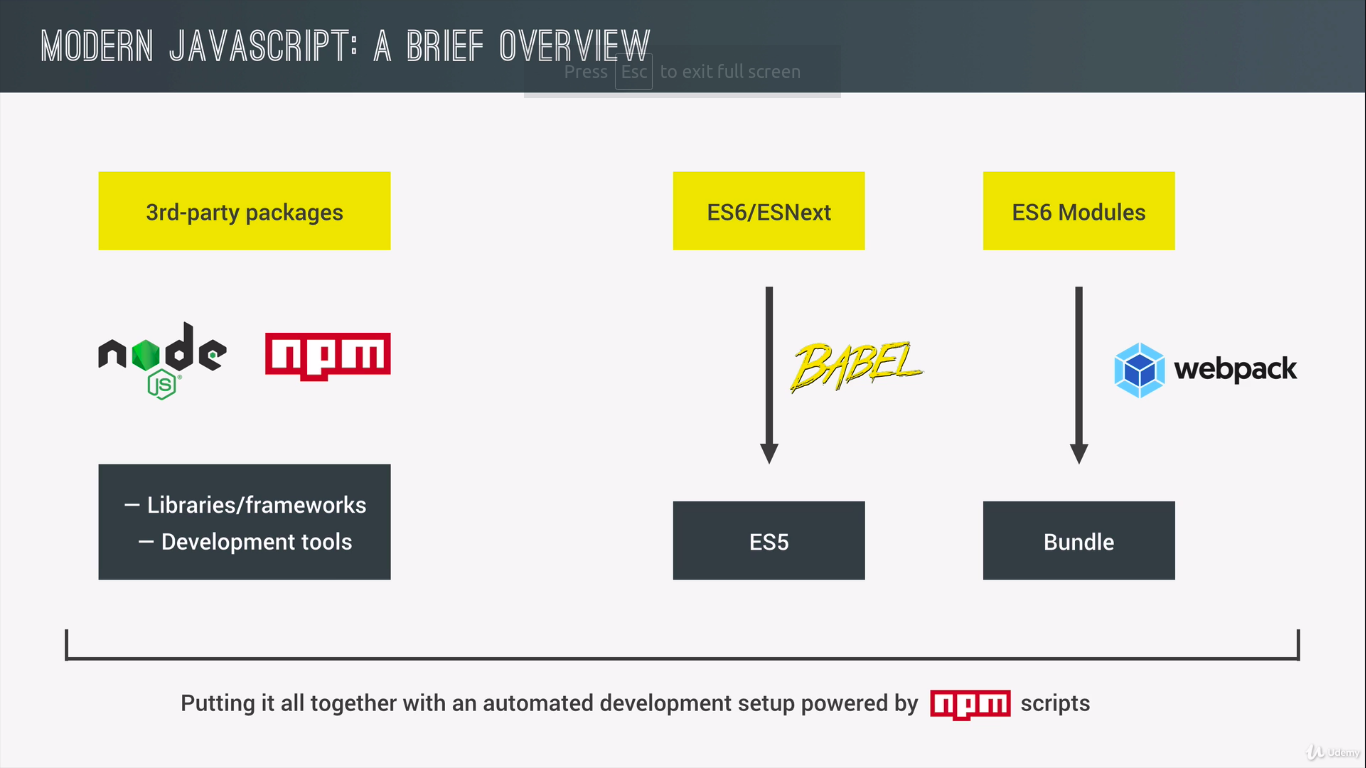 MODERN JAVASCRIPT: A BRIEF OVERVIEW
Press Esc to exit full screen
3rd-party packages
ES6/ESNext
ES6 Modules
node
JS
npm
BABEL
webpack
— Libraries/frameworks
— Development tools
ES5
Bundle
Putting it all together with an automated development setup powered by npm scripts
Udemy